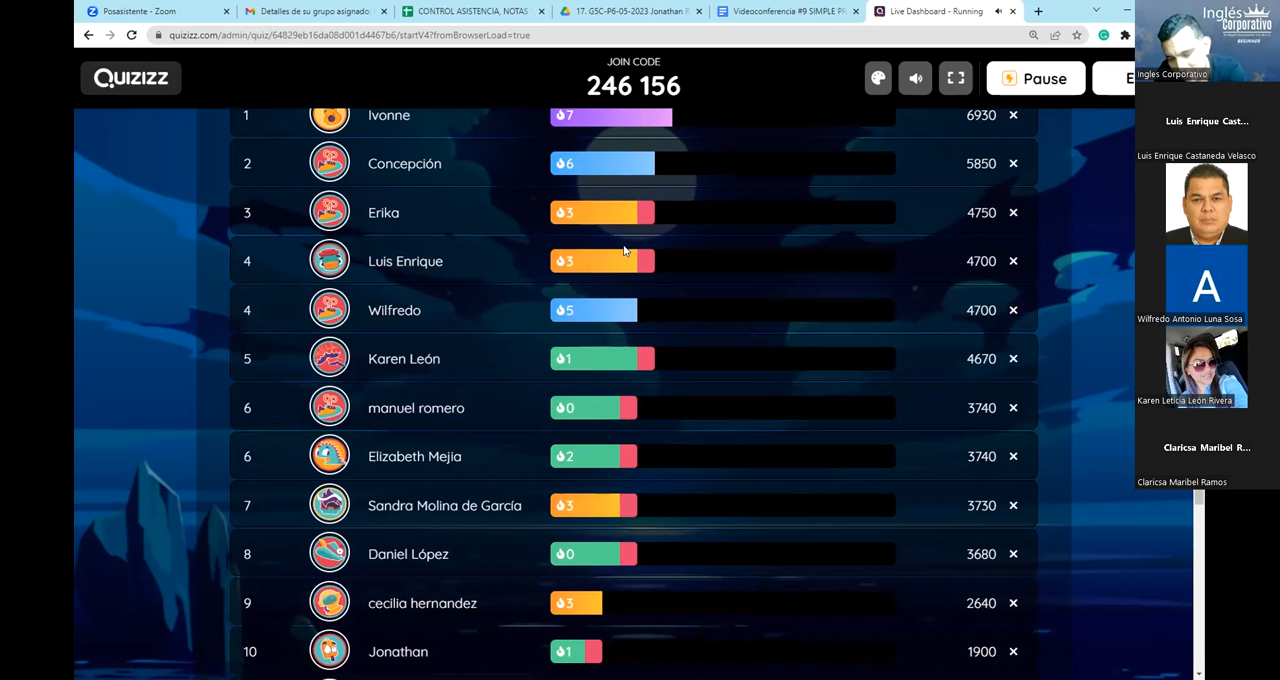 Posasistente - Zoom
Detalles de su grupo asignado:
CONTROL ASISTENCIA, NOTAS
17. G5C-P6-05-2023 Jonathan R
Videoconferencia #9 SIMPLE PR
Live Dashboard - Running
quizizz.com/admin/quiz/64829eb16da08d001d4467b6/startV4?fromBrowserLoad=true
Quizizz
JOIN CODE
246 156
Pause
E
1 Ivonne 7 6930
2 Concepción 6 5850
3 Erika 3 4750
4 Luis Enrique 3 4700
4 Wilfredo 5 4700
5 Karen León 1 4670
6 manuel romero 0 3740
6 Elizabeth Mejia 2 3740
7 Sandra Molina de García 3 3730
8 Daniel López 0 3680
9 cecilia hernandez 3 2640
10 Jonathan 1 1900
Inglés
Corporativo
BEGINNER
Ingles Corporativo
Luis Enrique Cast...
Luis Enrique Castaneda Velasco
A
Wilfredo Antonio Luna Sosa
Karen Leticia León Rivera
Claricsa Maribel R...
Claricsa Maribel Ramos